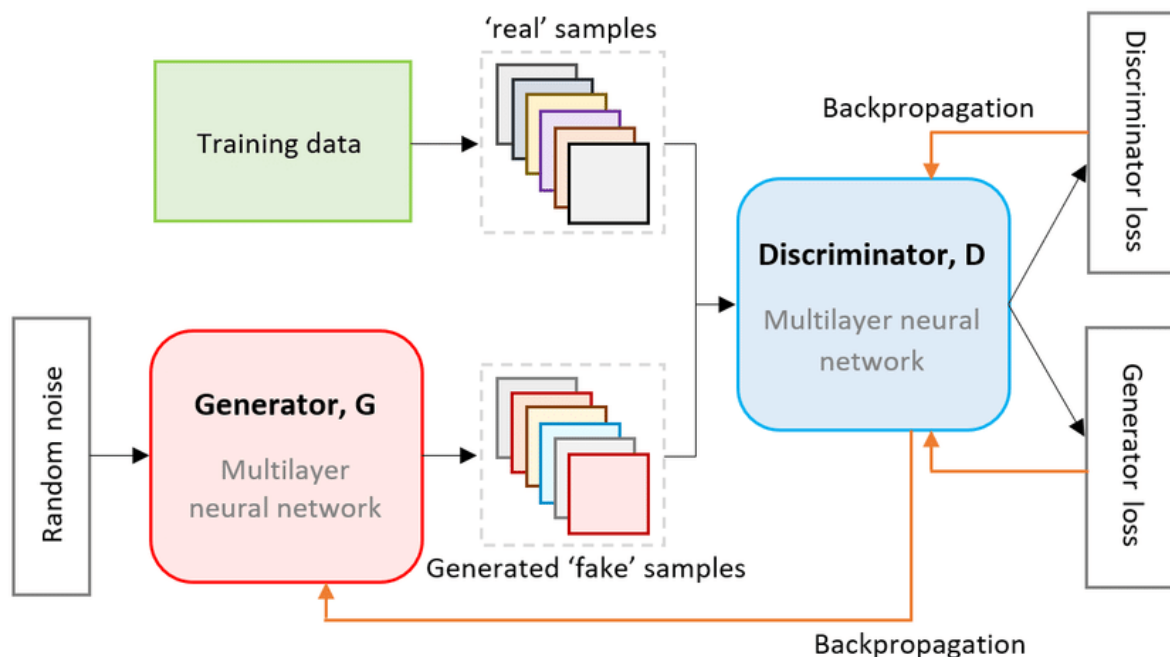 ‘real’ samples
Training data
Backpropagation
Discriminator loss
Discriminator, D
Multilayer neural
network
Random noise
Generator, G
Multilayer
neural network
Generated ‘fake’ samples
Generator loss
Backpropagation